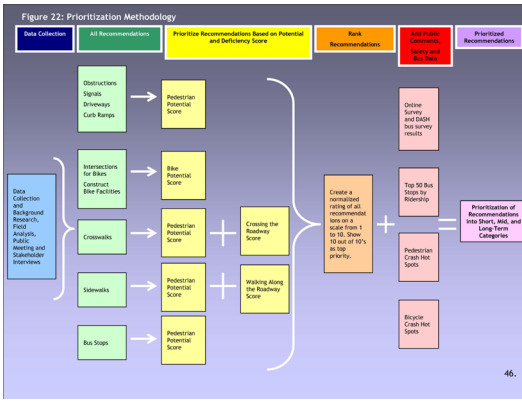 Figure 22: Prioritization Methodology
Data Collection
All Recommendations
Prioritize Recommendations Based on Potential
and Deficiency Score
Rank
Recommendations
Add Public
Comments,
Safety and
Bus Data
Prioritized
Recommendations
Obstructions
Signals
Driveways
Curb Ramps
Pedestrian
Potential
Score
Online
Survey
and DASH
bus survey
results
Data
Collection
and
Background
Research,
Field
Analysis,
Public
Meeting and
Stakeholder
Interviews
Intersections
for Bikes
Construct
Bike Facilities
Bike
Potential
Score
Crosswalks
Pedestrian
Potential
Score
Crossing the
Roadway
Score
Sidewalks
Pedestrian
Potential
Score
Walking Along
the Roadway
Score
Bus Stops
Pedestrian
Potential
Score
Create a
normalized
rating of all
recommendat
ions on a
scale from 1
to 10. Show
10 out of 10's
as top
priority.
Top 50 Bus
Stops by
Ridership
Pedestrian
Crash Hot
Spots
Bicycle
Crash Hot
Spots
Prioritization of
Recommendations
Into Short, Mid, and
Long-Term
Categories
46.